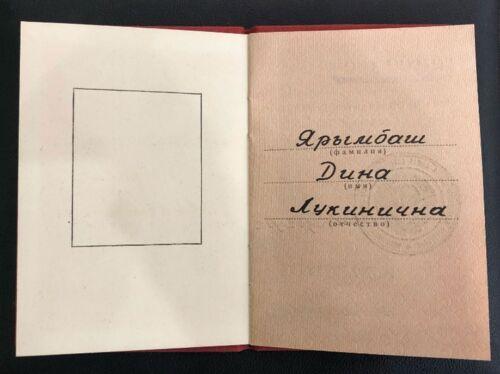 Ярымбаш
(фамилия)
Дина
(имя)
Лукинична
(отчество)